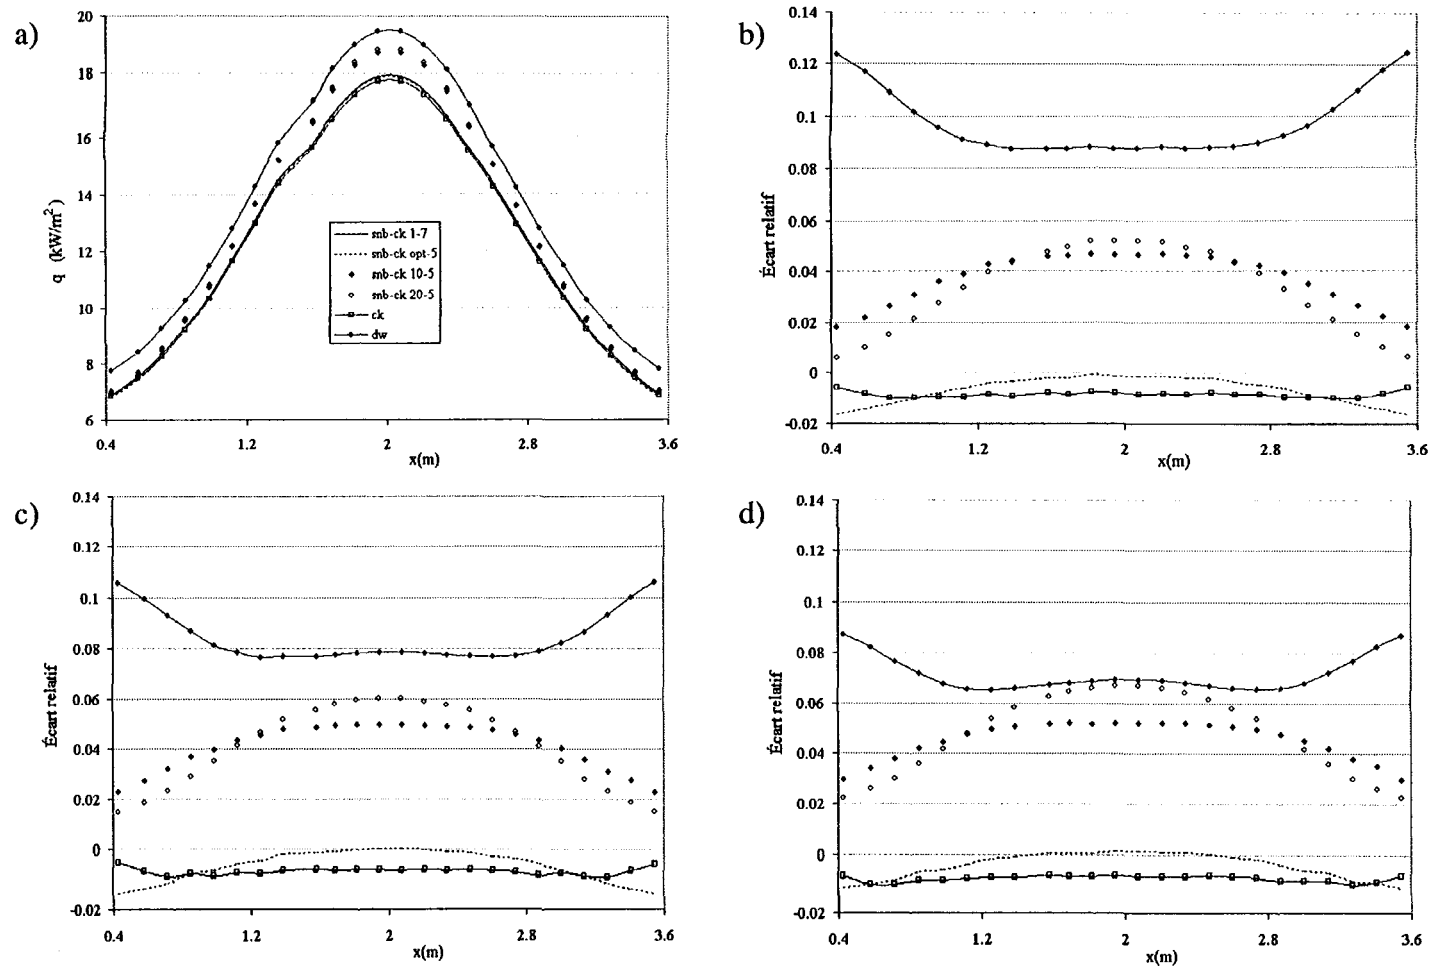 a)
20
18
16
14
12
10
8
6
q (kW/m²)
0.4 1.2 2 2.8 3.6
x(m)
snb-ck 1-7
snb-ck opt-5
snb-ck 10-5
snb-ck 20-5
ck
dw
b)
0.14
0.12
0.1
0.08
0.06
0.04
0.02
0
-0.02
Écart relatif
0.4 1.2 2 2.8 3.6
x(m)
c)
0.14
0.12
0.1
0.08
0.06
0.04
0.02
0
-0.02
Écart relatif
0.4 1.2 2 2.8 3.6
x(m)
d)
0.14
0.12
0.1
0.08
0.06
0.04
0.02
0
-0.02
Écart relatif
0.4 1.2 2 2.8 3.6
x(m)